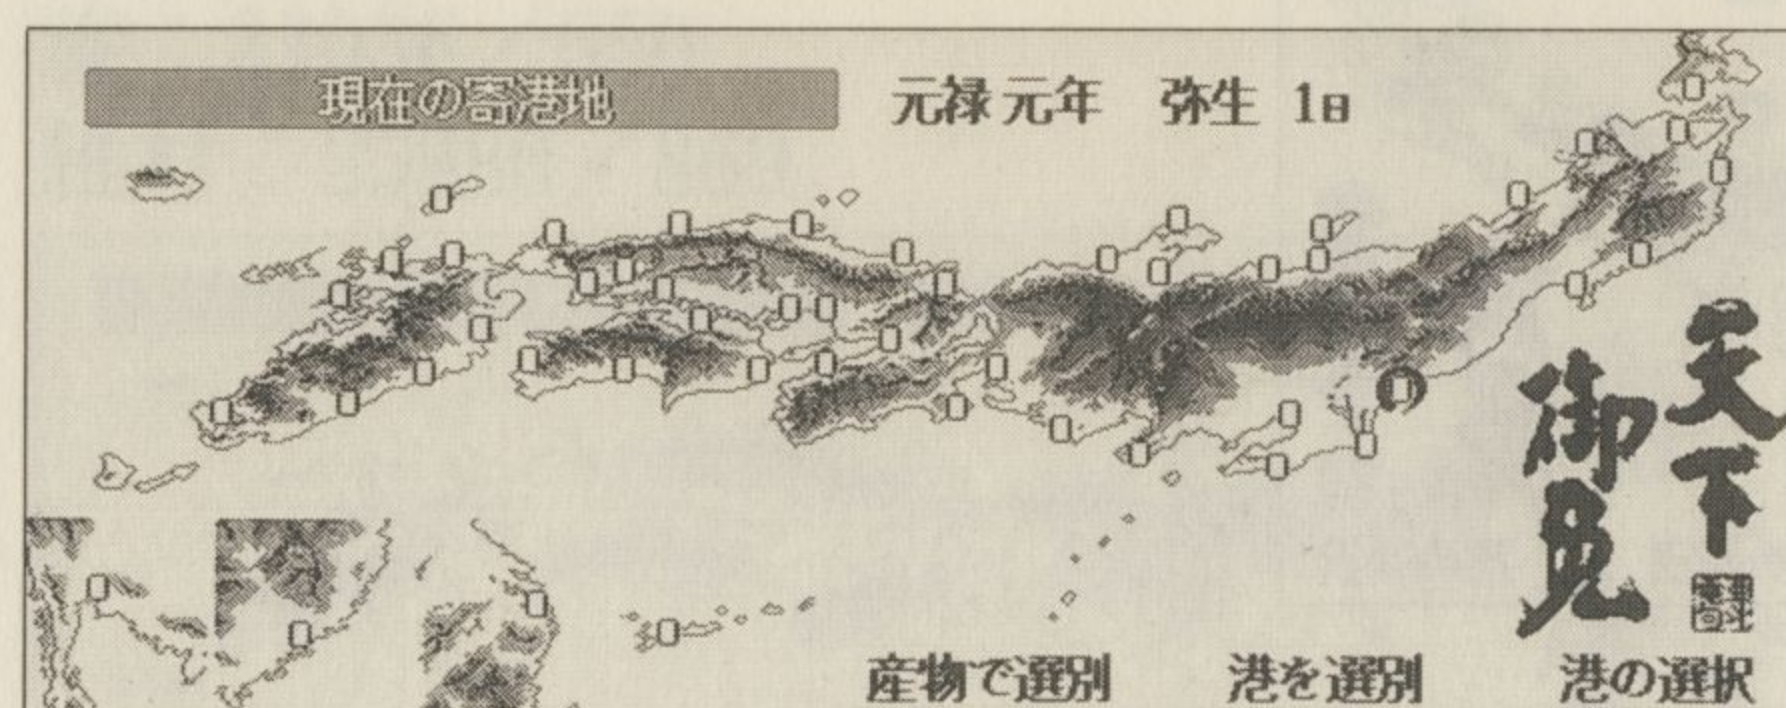 現在の寄港地
元禄元年 弥生 1日
天下
御免
産物で選別 港を選別 港の選択